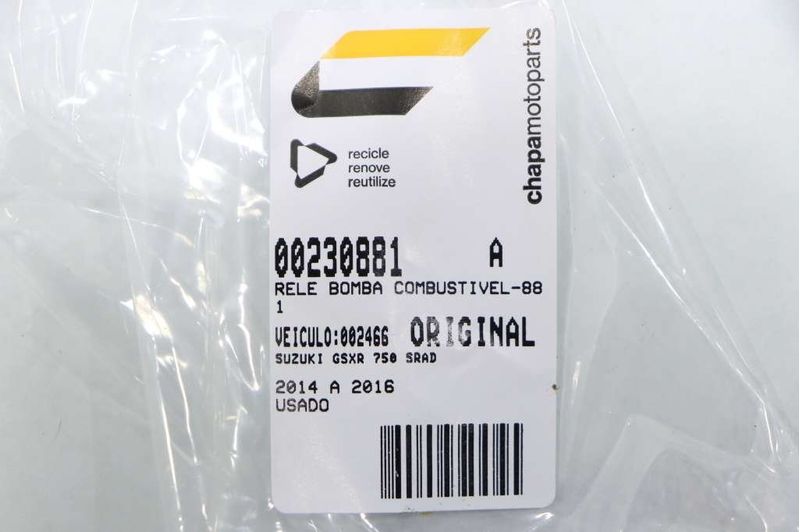 chapamotoparts
recicle
renove
reutilize
00230881 A
RELE BOMBA COMBUSTIVEL-88
1
VEICULO:002466 ORIGINAL
SUZUKI GSXR 750 SRAD
2014 A 2016
USADO